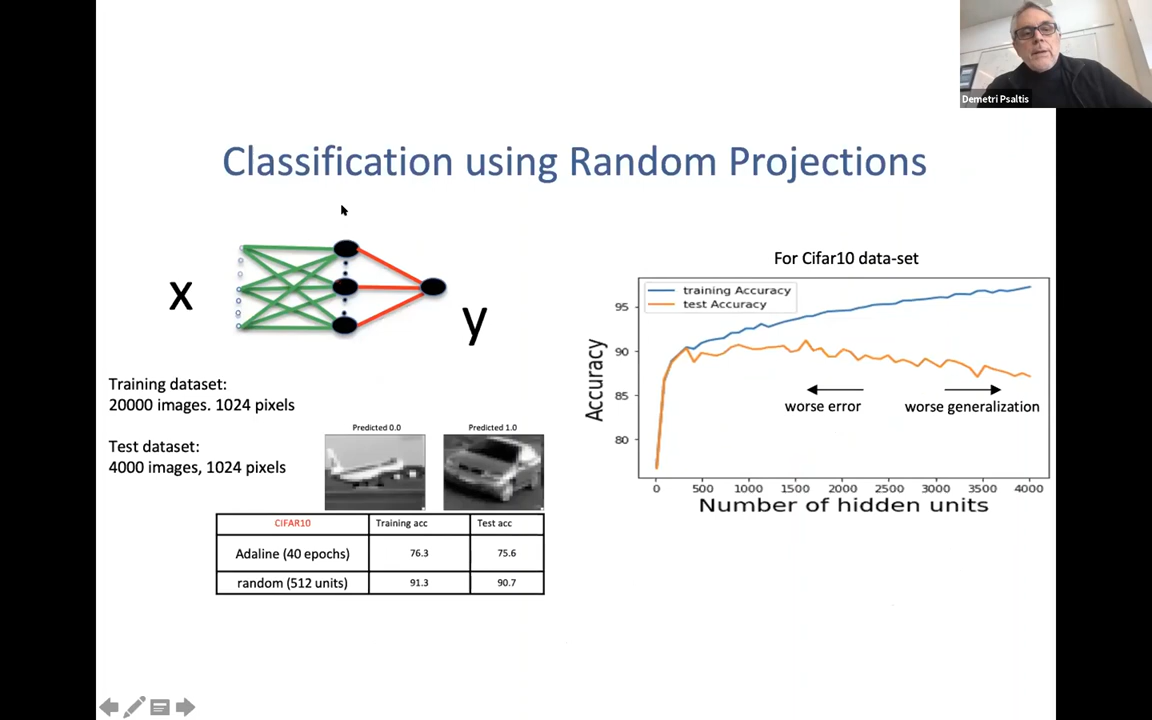 Demetri Psaltis
Classification using Random Projections
x
y
Training dataset:
20000 images. 1024 pixels
Test dataset:
4000 images, 1024 pixels
Predicted 0.0
Predicted 1.0
CIFAR10 Training acc Test acc
Adaline (40 epochs) 76.3 75.6
random (512 units) 91.3 90.7
For Cifar10 data-set
training Accuracy
test Accuracy
Accuracy
95
90
85
80
worse error
worse generalization
0 500 1000 1500 2000 2500 3000 3500 4000
Number of hidden units